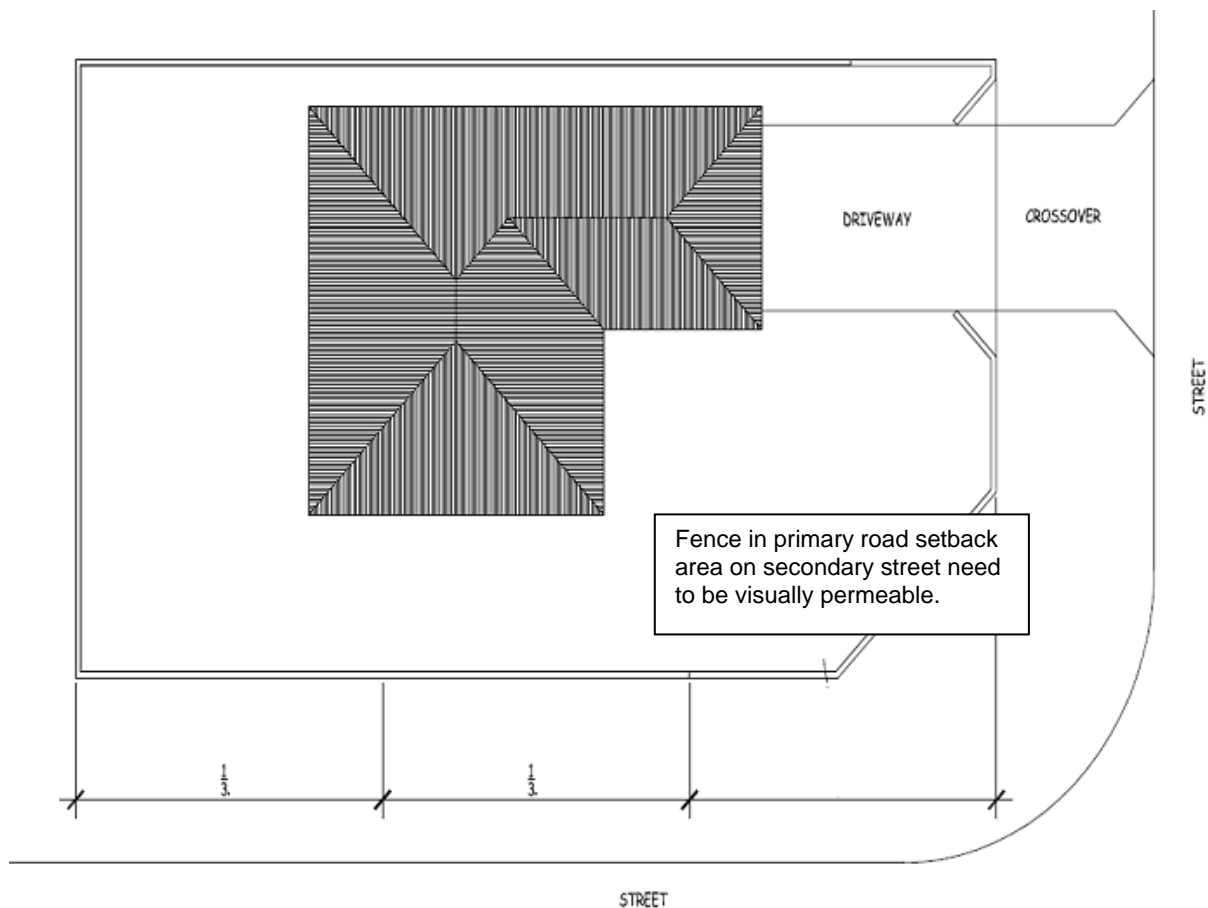 DRIVEWAY
CROSSOVER
STREET
Fence in primary road setback
area on secondary street need
to be visually permeable.
1/3.
1/3.
STREET